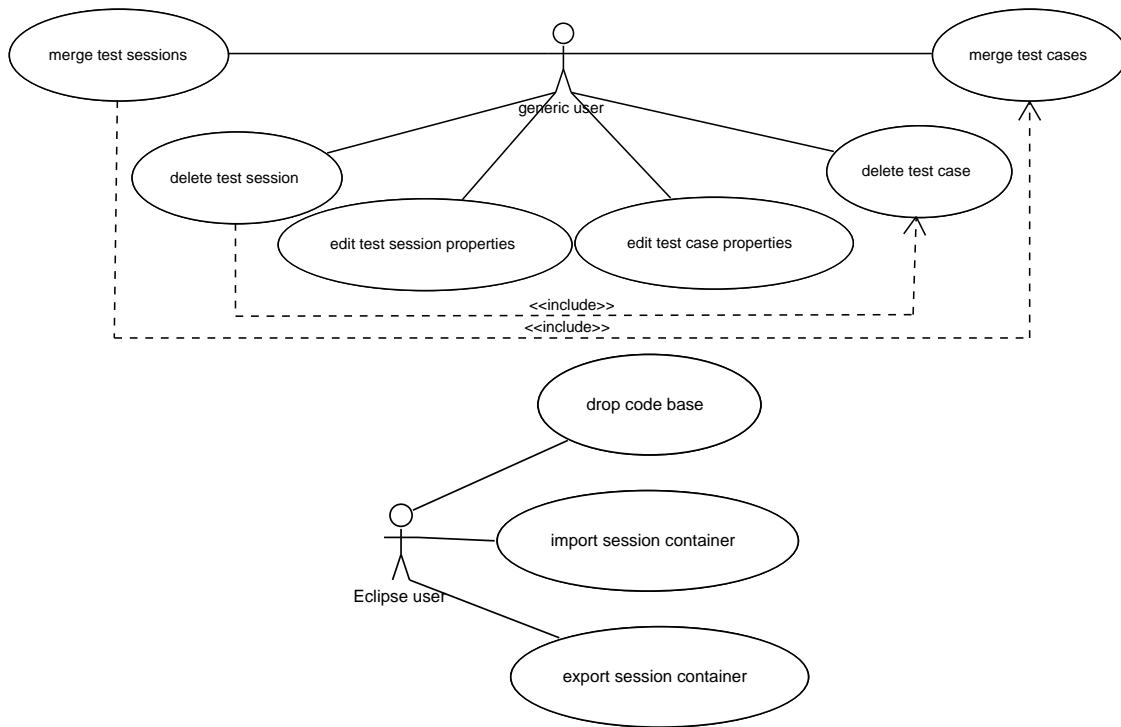 merge test sessions
merge test cases
generic user
delete test session
delete test case
edit test session properties
edit test case properties
<<include>>
<<include>>
drop code base
import session container
Eclipse user
export session container